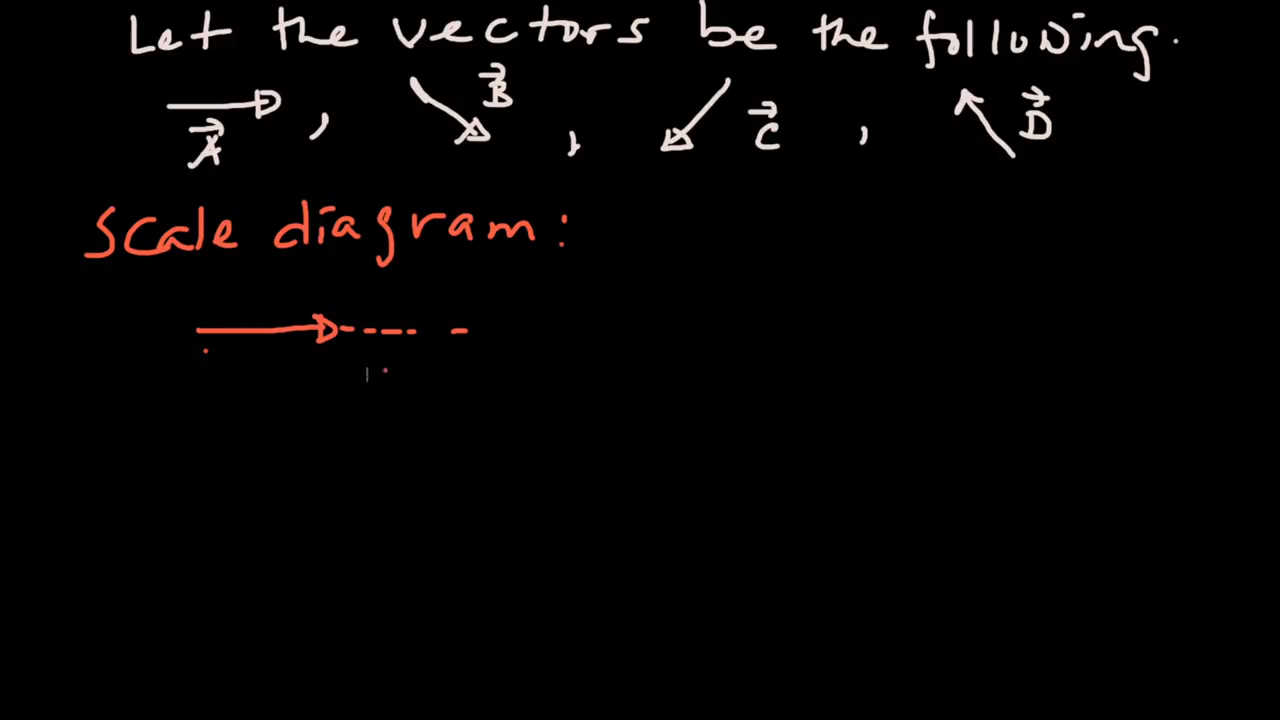 Let the vectors be the following.
A⃗ , B⃗ , C⃗ , D⃗
Scale diagram: